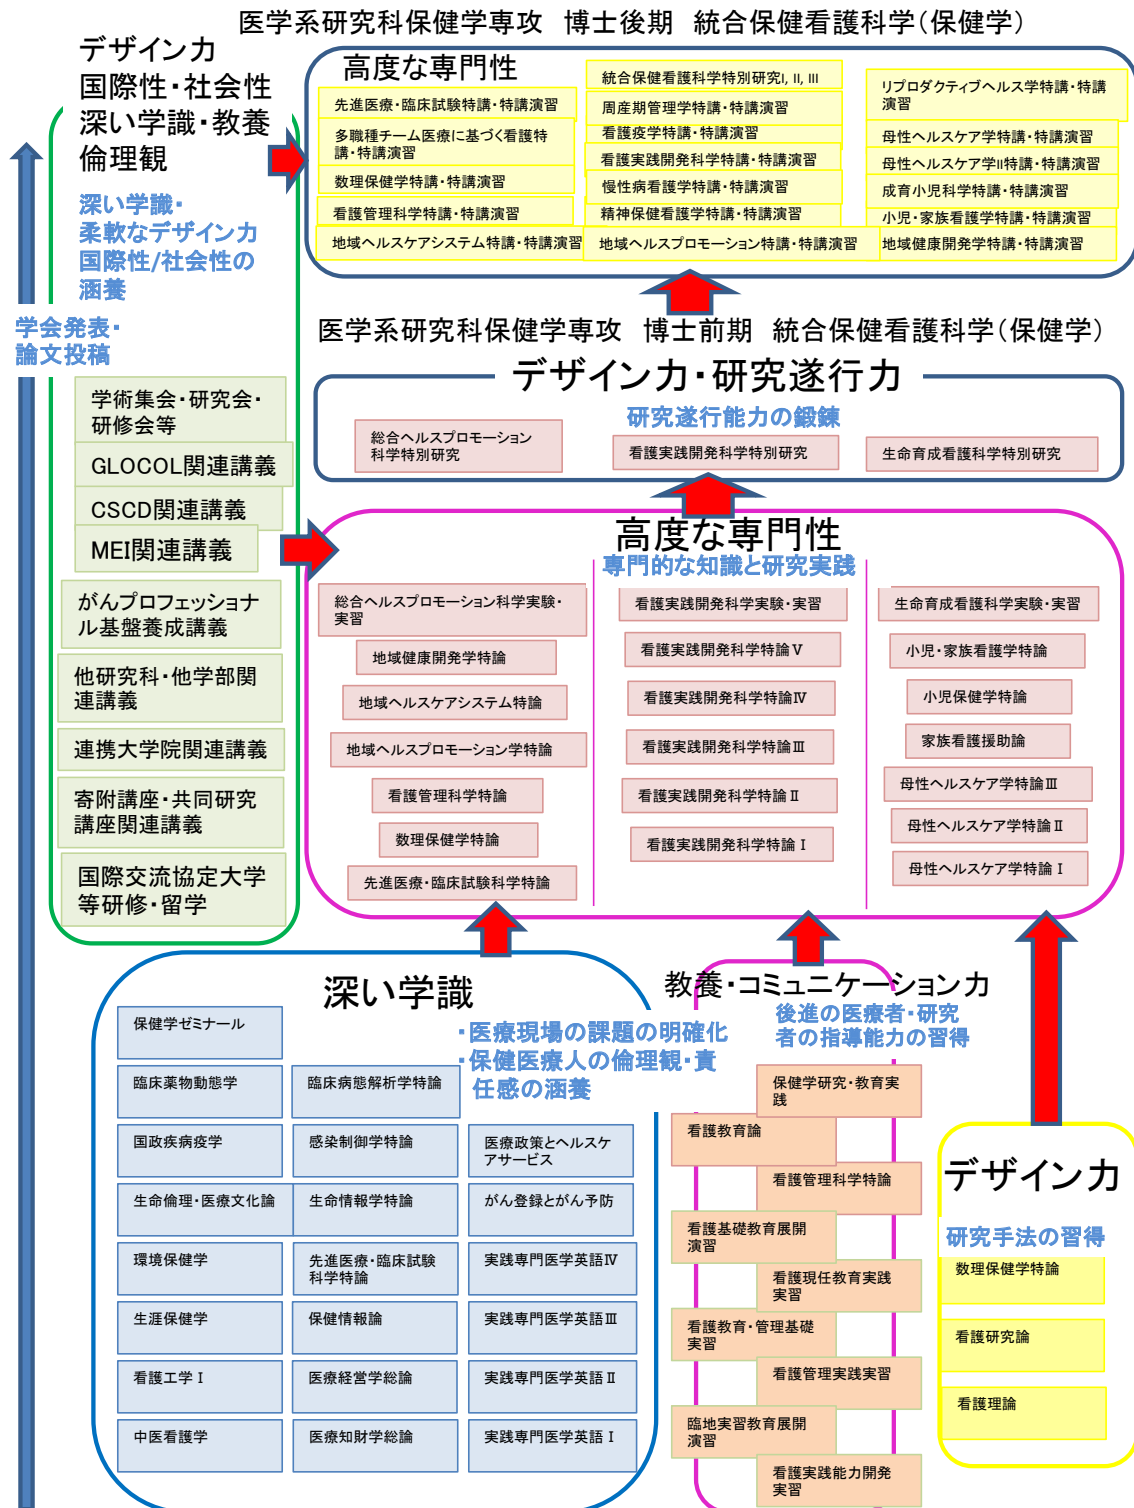 医学系研究科保健学専攻　博士後期　統合保健看護科学（保健学）
デザイン力
国際性・社会性
深い学識・教養
倫理観
深い学識・
柔軟なデザイン力
国際性/社会性の
涵養
学会発表・
論文投稿
高度な専門性
先進医療・臨床試験特講・特講演習
多職種チーム医療に基づく看護特
講・特講演習
数理保健学特講・特講演習
看護管理科学特講・特講演習
地域ヘルスケアシステム特講・特講演習
統合保健看護科学特別研究I, II, III
周産期管理学特講・特講演習
看護疫学特講・特講演習
看護実践開発科学特講・特講演習
慢性病看護学特講・特講演習
精神保健看護学特講・特講演習
地域ヘルスプロモーション特講・特講演習
リプロダクティブヘルス学特講・特講
演習
母性ヘルスケア学特講・特講演習
母性ヘルスケア学II特講・特講演習
成育小児科学特講・特講演習
小児・家族看護学特講・特講演習
地域健康開発学特講・特講演習
医学系研究科保健学専攻　博士前期　統合保健看護科学（保健学）
デザイン力・研究遂行力
研究遂行能力の鍛錬
総合ヘルスプロモーション
科学特別研究
看護実践開発科学特別研究
生命育成看護科学特別研究
学術集会・研究会・
研修会等
GLOCOL関連講義
CSCD関連講義
MEI関連講義
がんプロフェッショナ
ル基盤養成講義
他研究科・他学部関
連講義
連携大学院関連講義
寄附講座・共同研究
講座関連講義
国際交流協定大学
等研修・留学
高度な専門性
専門的な知識と研究実践
総合ヘルスプロモーション科学実験・
実習
地域健康開発学特論
地域ヘルスケアシステム特論
地域ヘルスプロモーション学特論
看護管理科学特論
数理保健学特論
先進医療・臨床試験科学特論
看護実践開発科学実験・実習
看護実践開発科学特論Ⅴ
看護実践開発科学特論Ⅳ
看護実践開発科学特論Ⅲ
看護実践開発科学特論Ⅱ
看護実践開発科学特論Ⅰ
生命育成看護科学実験・実習
小児・家族看護学特論
小児保健学特論
家族看護援助論
母性ヘルスケア学特論Ⅲ
母性ヘルスケア学特論Ⅱ
母性ヘルスケア学特論Ⅰ
深い学識
・医療現場の課題の明確化
・保健医療人の倫理観・責
任感の涵養
保健学ゼミナール
臨床薬物動態学
国政疾病疫学
生命倫理・医療文化論
環境保健学
生涯保健学
看護工学Ⅰ
中医看護学
臨床病態解析学特論
感染制御学特論
生命情報学特論
先進医療・臨床試験
科学特論
保健情報論
医療経営学総論
医療知財学総論
医療政策とヘルスケ
アサービス
がん登録とがん予防
実践専門医学英語Ⅳ
実践専門医学英語Ⅲ
実践専門医学英語Ⅱ
実践専門医学英語Ⅰ
教養・コミュニケーション力
後進の医療者・研究
者の指導能力の習得
保健学研究・教育実
践
看護教育論
看護管理科学特論
看護基礎教育展開
演習
看護現任教育実践
実習
看護教育・管理基礎
実習
看護管理実践実習
臨地実習教育展開
演習
看護実践能力開発
実習
デザイン力
研究手法の習得
数理保健学特論
看護研究論
看護理論